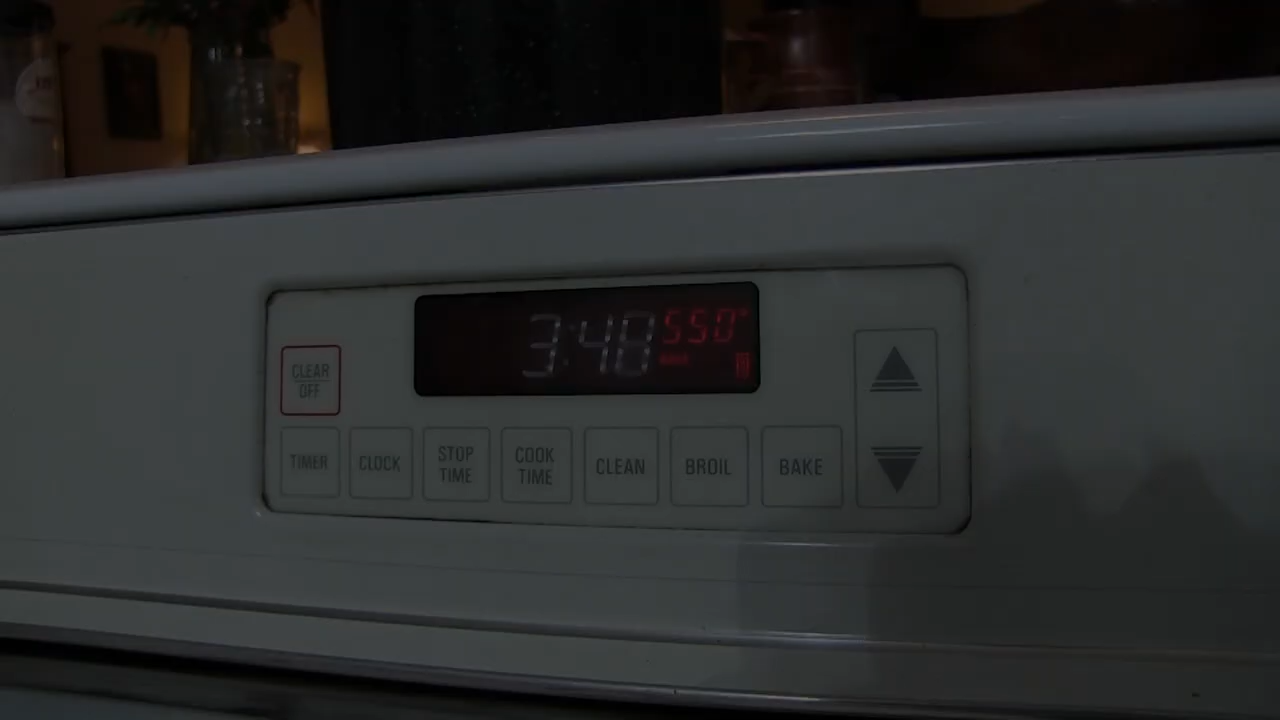 3:48 550°
CLEAR
OFF
TIMER
CLOCK
STOP
TIME
COOK
TIME
CLEAN
BROIL
BAKE